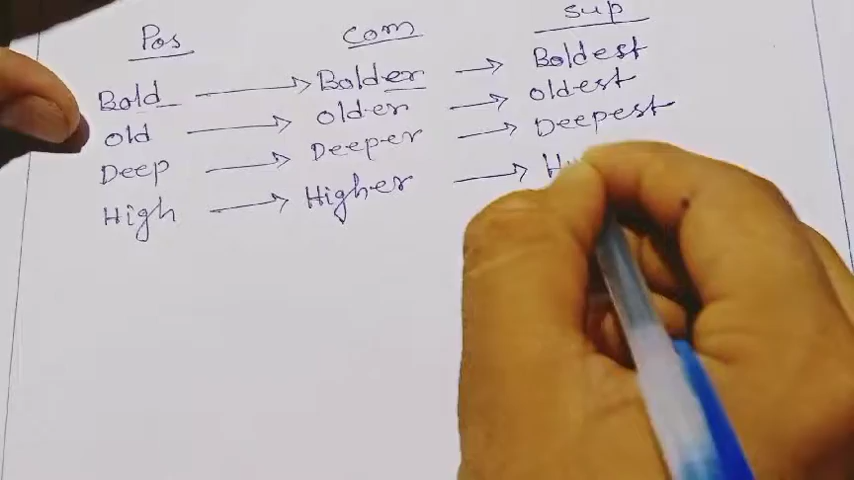 Pos com sup
Bold → Bolder → Boldest
old → older → oldest
Deep → Deeper → Deepest
High → Higher →